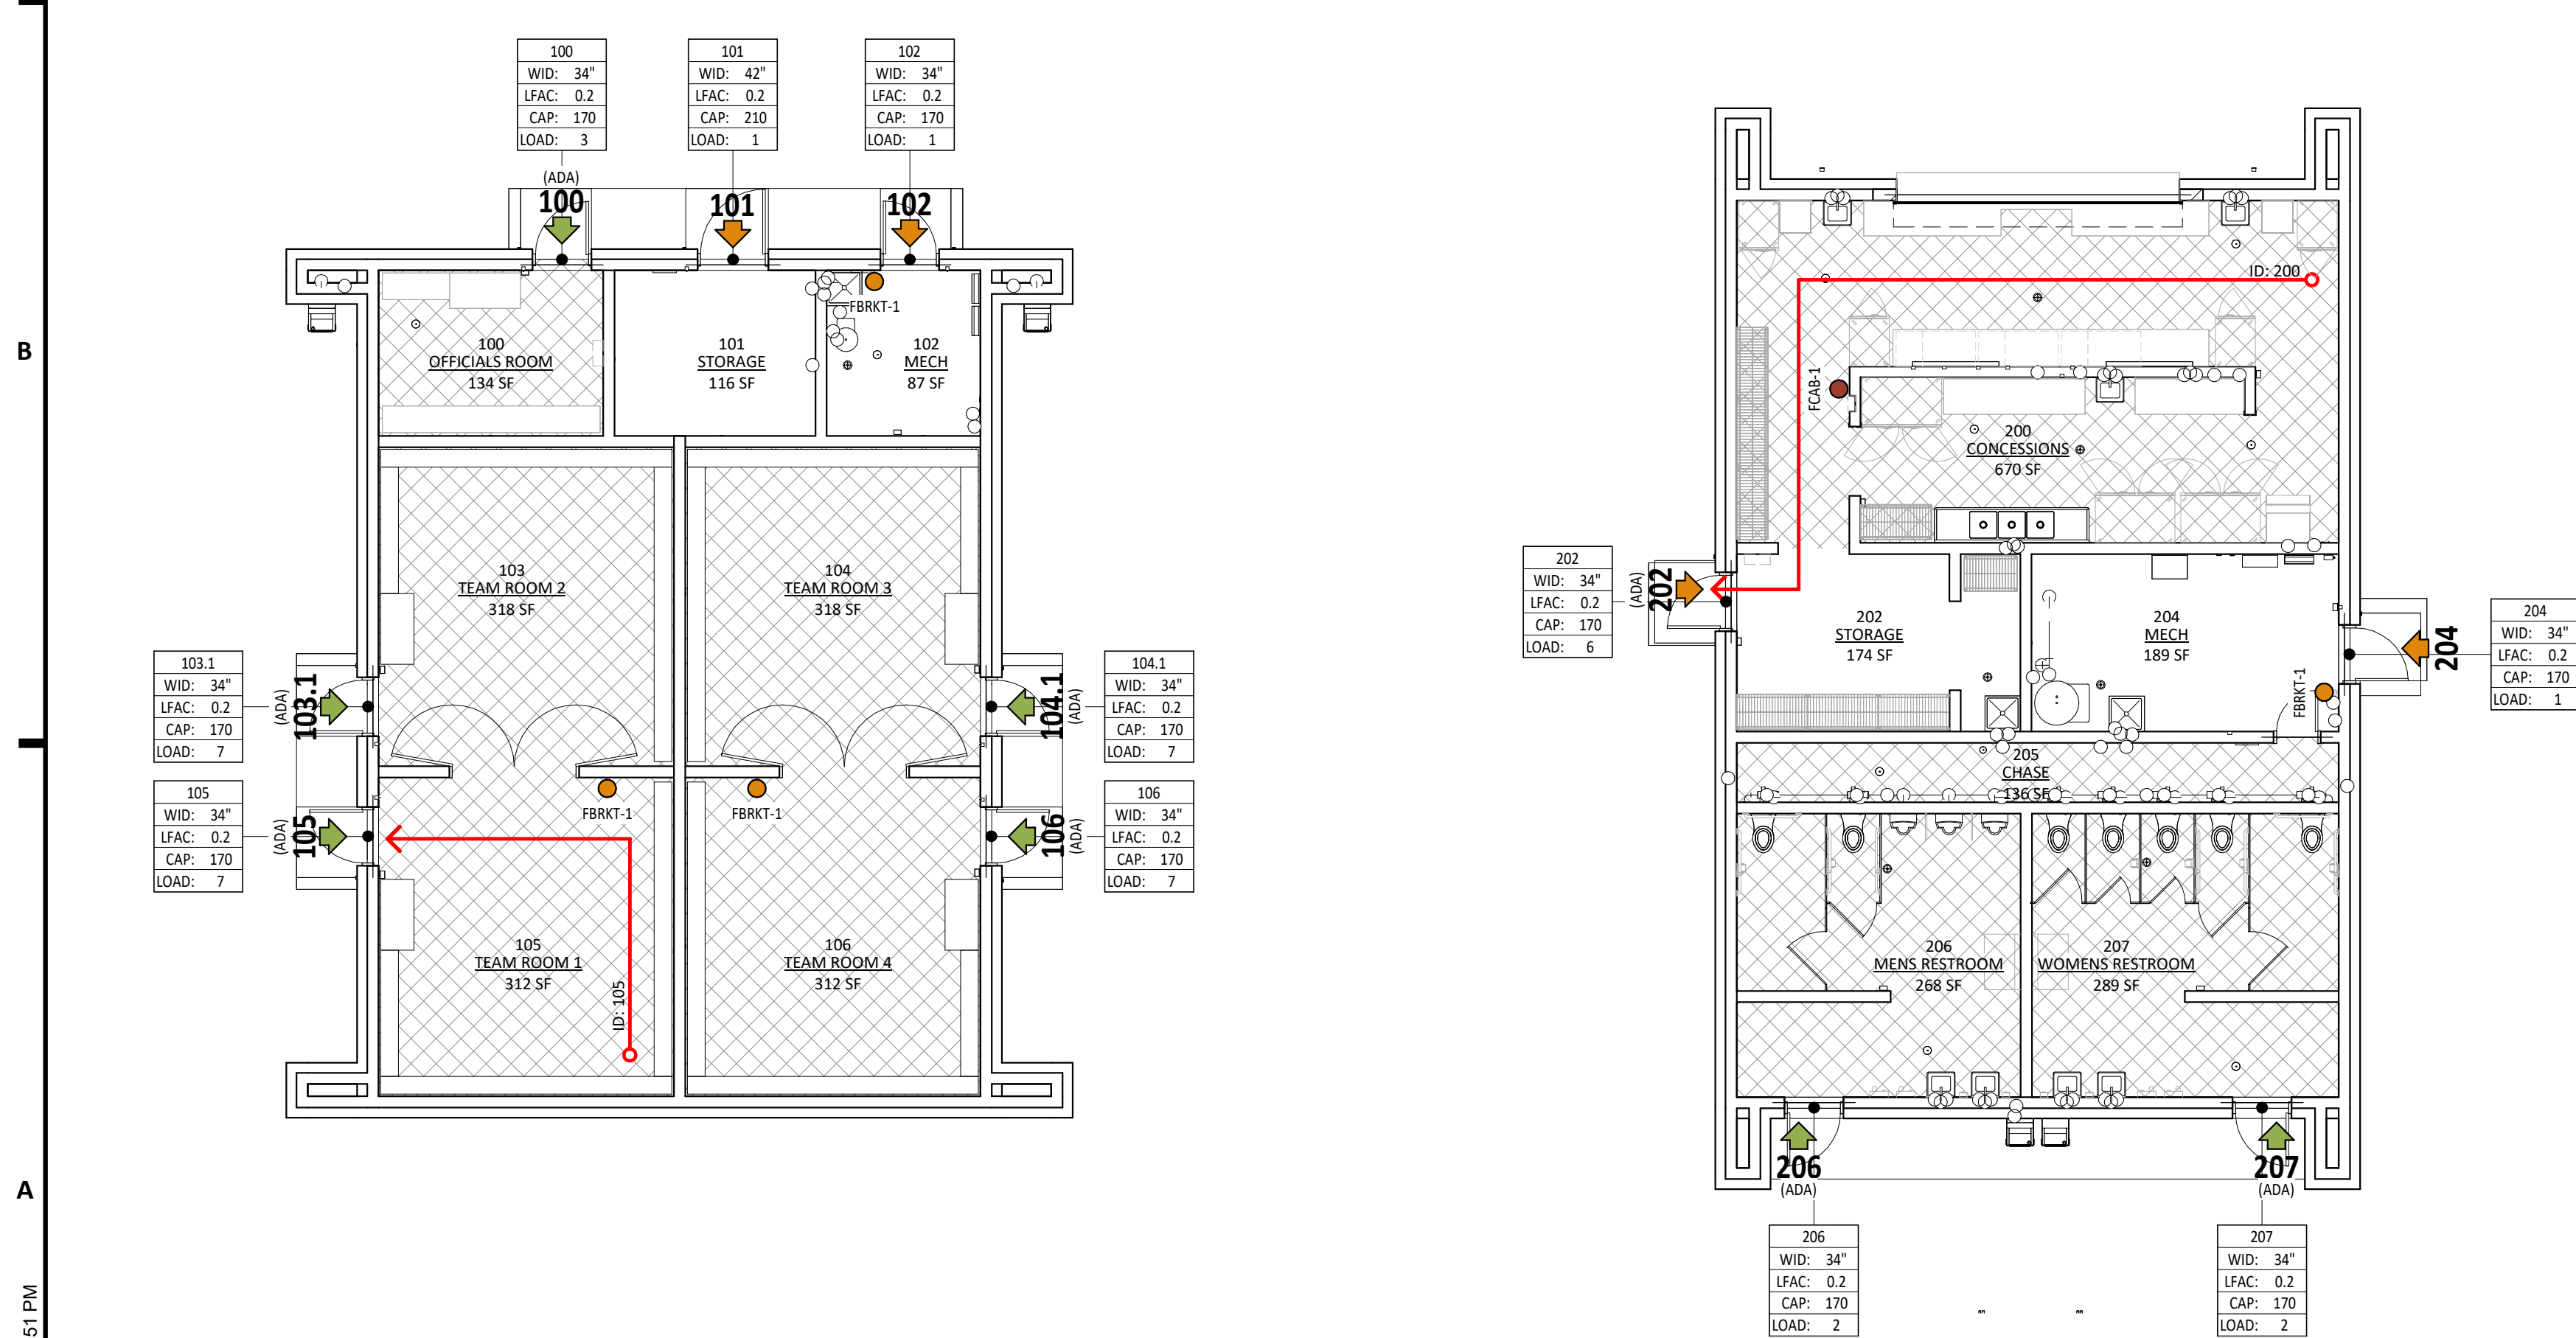 B
A
51 PM
100
WID: 34"
LFAC: 0.2
CAP: 170
LOAD: 3
101
WID: 42"
LFAC: 0.2
CAP: 210
LOAD: 1
102
WID: 34"
LFAC: 0.2
CAP: 170
LOAD: 1
(ADA)
100
101
102
FBRKT-1
100
OFFICIALS ROOM
134 SF
101
STORAGE
116 SF
102
MECH
87 SF
103
TEAM ROOM 2
318 SF
104
TEAM ROOM 3
318 SF
103.1
WID: 34"
LFAC: 0.2
CAP: 170
LOAD: 7
(ADA)
103.1
104.1
(ADA)
104.1
WID: 34"
LFAC: 0.2
CAP: 170
LOAD: 7
105
WID: 34"
LFAC: 0.2
CAP: 170
LOAD: 7
(ADA)
105
FBRKT-1
FBRKT-1
106
(ADA)
106
WID: 34"
LFAC: 0.2
CAP: 170
LOAD: 7
105
TEAM ROOM 1
312 SF
ID: 105
106
TEAM ROOM 4
312 SF
ID: 200
FCAB-1
200
CONCESSIONS
670 SF
202
WID: 34"
LFAC: 0.2
CAP: 170
LOAD: 6
(ADA)
202
202
STORAGE
174 SF
204
MECH
189 SF
FBRKT-1
204
204
WID: 34"
LFAC: 0.2
CAP: 170
LOAD: 1
205
CHASE
136 SF
206
MENS RESTROOM
268 SF
207
WOMENS RESTROOM
289 SF
206
(ADA)
207
(ADA)
206
WID: 34"
LFAC: 0.2
CAP: 170
LOAD: 2
207
WID: 34"
LFAC: 0.2
CAP: 170
LOAD: 2